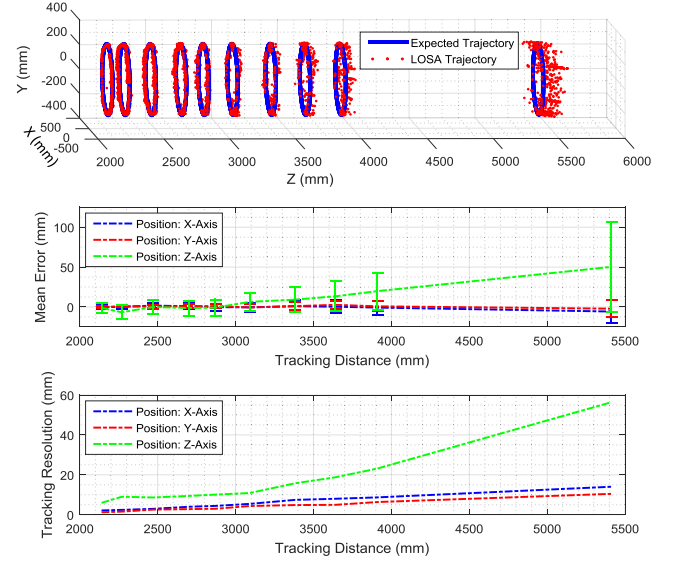 400
200
0
-200
-400
Y (mm)
500
0
-500
X (mm)
2000 2500 3000 3500 4000 4500 5000 5500 6000
Z (mm)
Expected Trajectory
LOSA Trajectory
100
50
0
Mean Error (mm)
Position: X-Axis
Position: Y-Axis
Position: Z-Axis
2000 2500 3000 3500 4000 4500 5000 5500
Tracking Distance (mm)
60
40
20
0
Tracking Resolution (mm)
Position: X-Axis
Position: Y-Axis
Position: Z-Axis
2000 2500 3000 3500 4000 4500 5000 5500
Tracking Distance (mm)